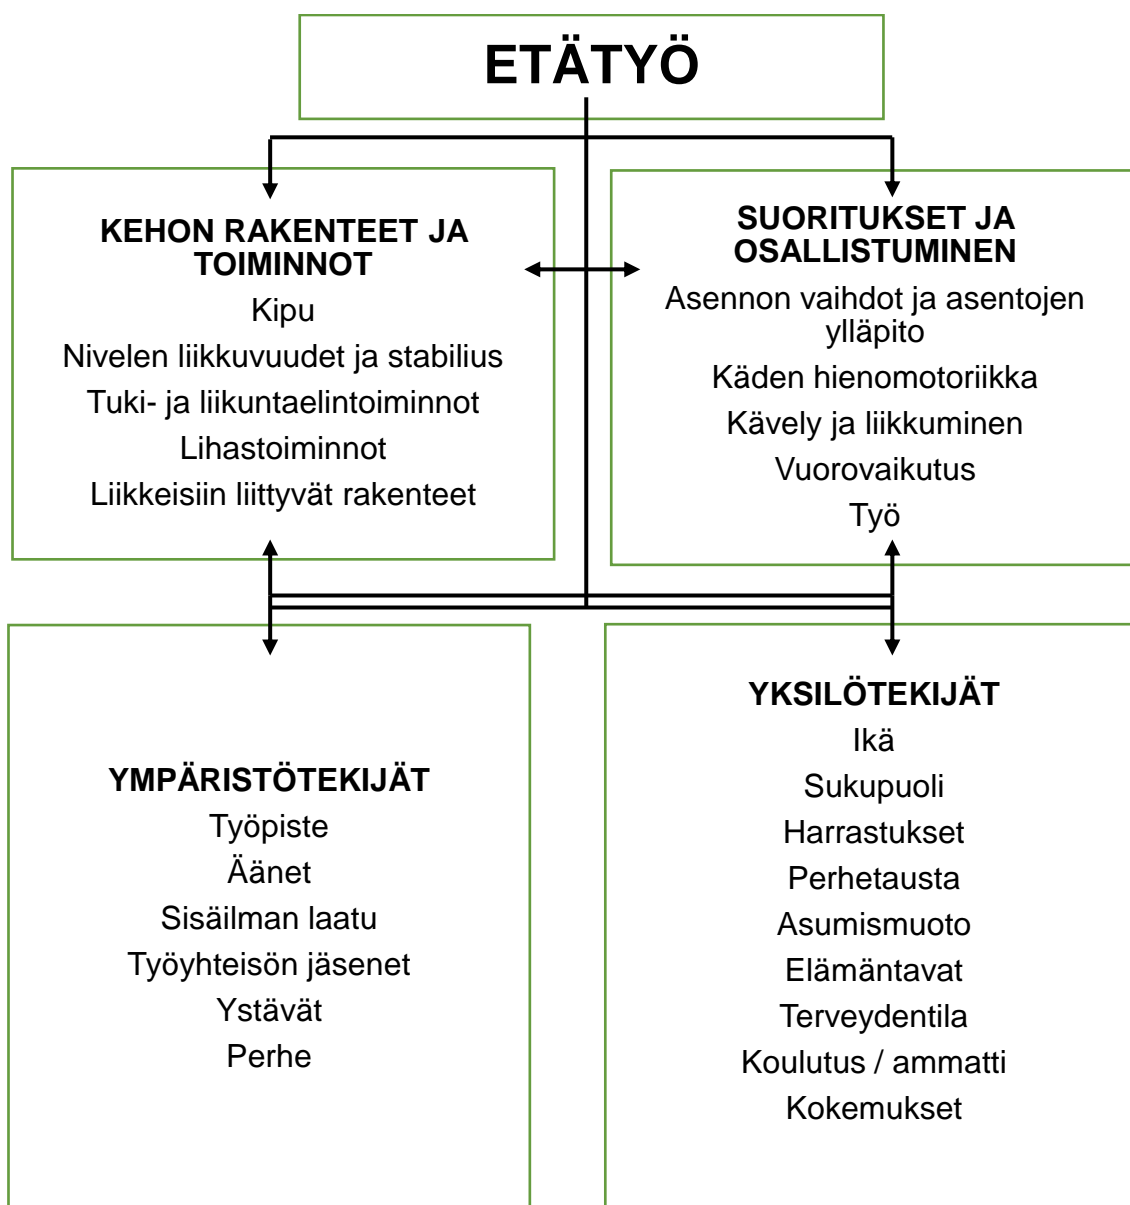 ETÄTYÖ
KEHON RAKENTEET JA
TOIMINNOT
Kipu
Nivelen liikkuvuudet ja stabilius
Tuki- ja liikuntaelintoiminnot
Lihastoiminnot
Liikkeisiin liittyvät rakenteet
SUORITUKSET JA
OSALLISTUMINEN
Asennon vaihdot ja asentojen
ylläpito
Käden hienomotoriikka
Kävely ja liikkuminen
Vuorovaikutus
Työ
YMPÄRISTÖTEKIJÄT
Työpiste
Äänet
Sisäilman laatu
Työyhteisön jäsenet
Ystävät
Perhe
YKSILÖTEKIJÄT
Ikä
Sukupuoli
Harrastukset
Perhetausta
Asumismuoto
Elämäntavat
Terveydentila
Koulutus / ammatti
Kokemukset